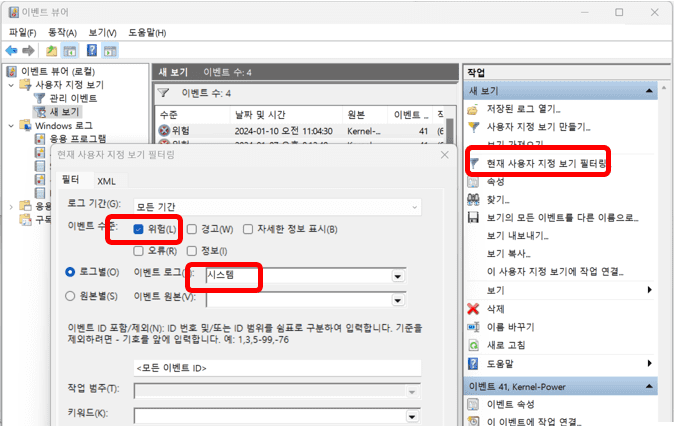 이벤트 뷰어
파일(F) 동작(A) 보기(V) 도움말(H)
이벤트 뷰어 (로컬)
사용자 지정 보기
관리 이벤트
새 보기
Windows 로그
응용 프로그램
응용
구독
새 보기 이벤트 수: 4
이벤트 수: 4
수준 날짜 및 시간 원본 이벤트 ...
위험 2024-01-10 오전 11:04:30 Kernel-... 41
현재 사용자 지정 보기 필터링
필터 XML
로그 기간(G): 모든 기간
이벤트 수준: 위험(L) 경고(W) 자세한 정보 표시(B)
오류(R) 정보(I)
로그별(O) 이벤트 로그 시스템
원본별(S) 이벤트 원본(V):
이벤트 ID 포함/제외(N): ID 번호 및/또는 ID 범위를 쉼표로 구분하여 입력합니다. 기준을
제외하려면 - 기호를 앞에 입력합니다. 예: 1,3,5-99,-76
<모든 이벤트 ID>
작업 범주(T):
키워드(K):
작업
새 보기
저장된 로그 열기...
사용자 지정 보기 만들기...
보기 가져오기...
현재 사용자 지정 보기 필터링
속성
찾기...
보기의 모든 이벤트를 다른 이름으로...
보기 내보내기...
보기 복사...
이 사용자 지정 보기에 작업 연결...
보기
삭제
이름 바꾸기
새로 고침
도움말
이벤트 41, Kernel-Power
이벤트 속성
이 이벤트에 작업 연결...